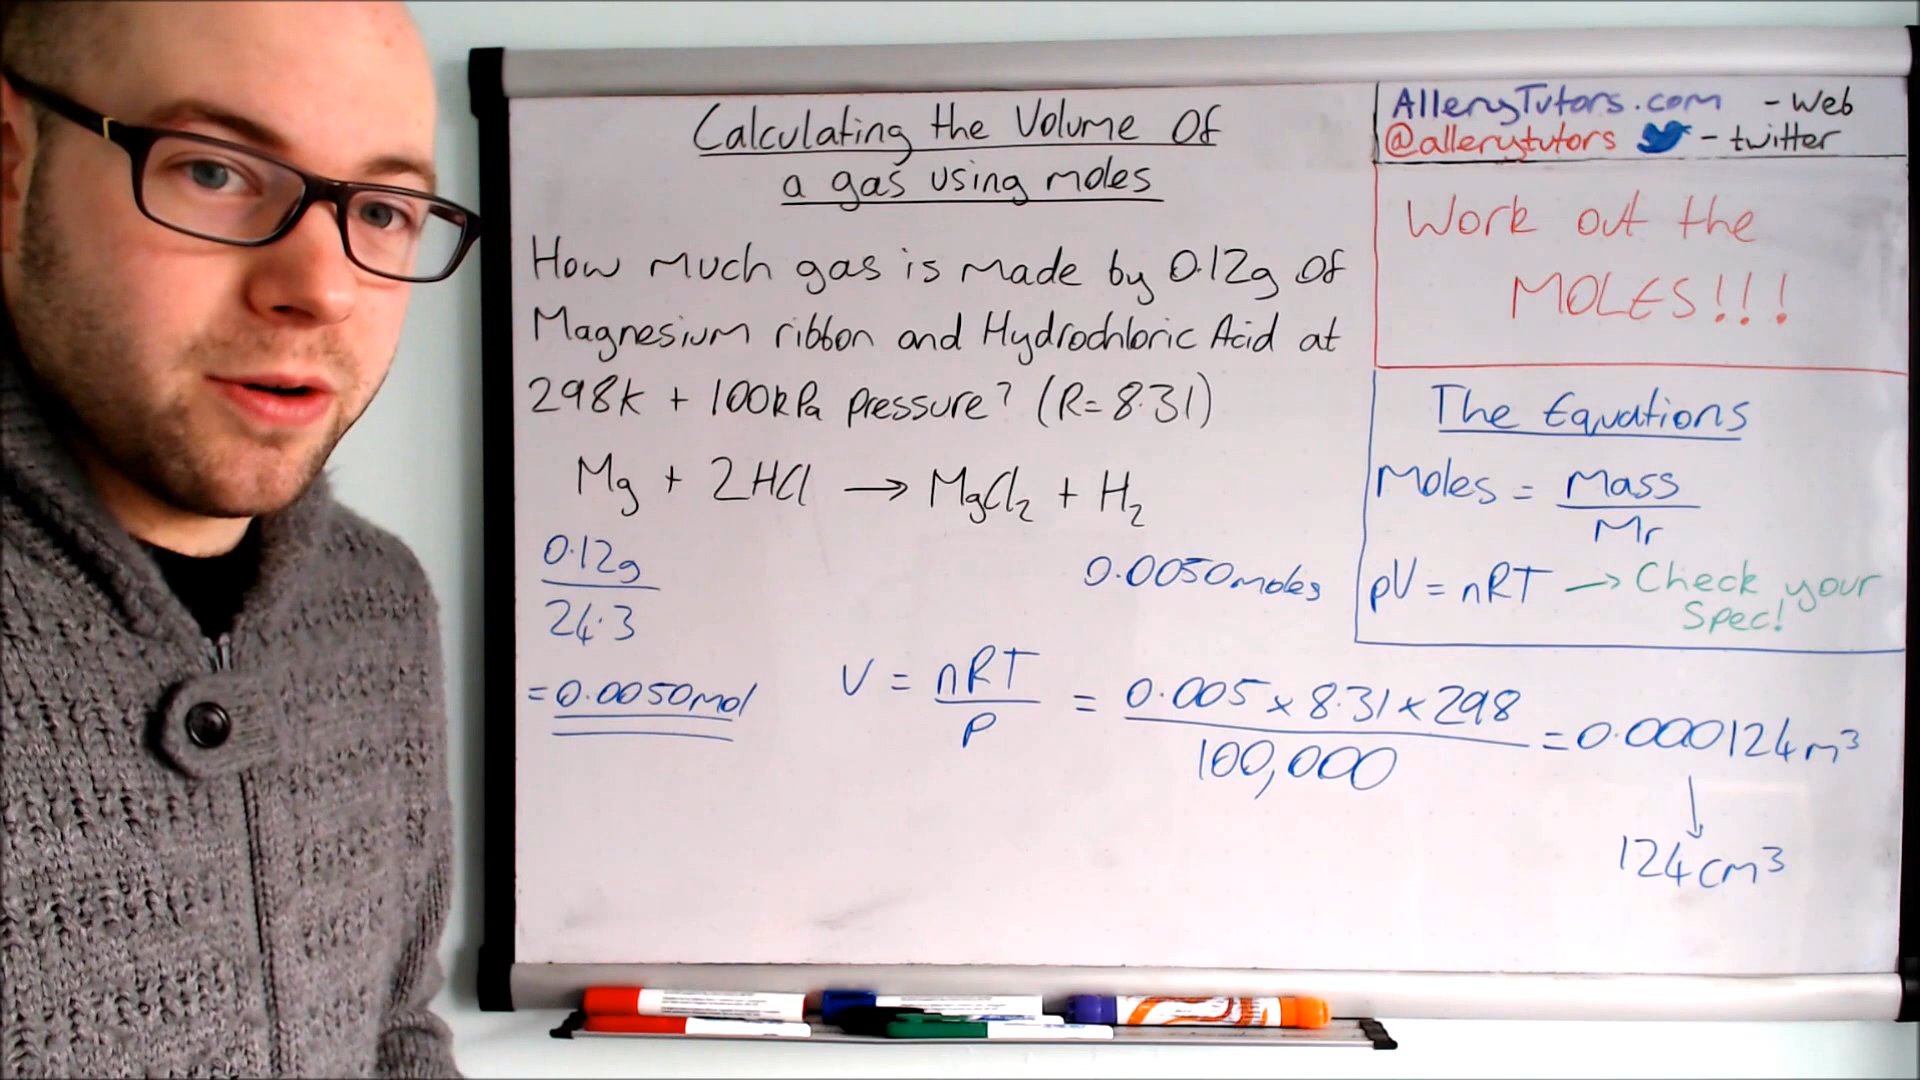 Calculating the Volume Of
a gas using moles
How much gas is made by 0.12g Of
Magnesium ribbon and Hydrochloric Acid at
298k + 100kPa pressure? (R=8.31)
Mg + 2HCl → MgCl₂ + H₂
0.12g
24.3
= 0.0050mol
0.0050moles
V = nRT
P
= 0.005 x 8.31 x 298
100,000
= 0.000124m³
↓
124cm³
AlleryTutors.com - Web
@allerytutors - twitter
Work out the
MOLES!!!
The Equations
Moles = Mass
Mr
pV = nRT → Check your
Spec!